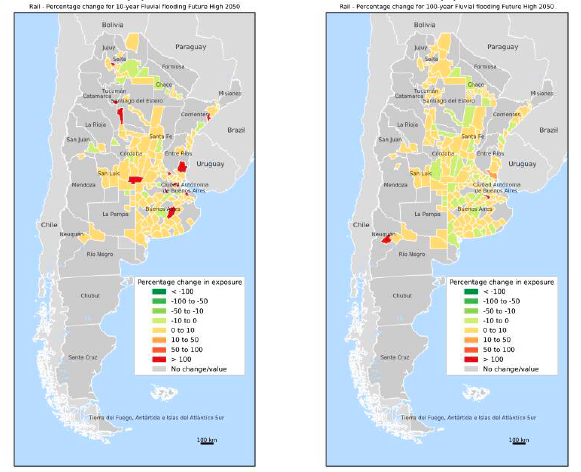 Rail - Percentage change for 10-year Fluvial flooding Future High 2050
Bolivia
Paraguay
Jujuy
Salta
Formosa
Chaco
Tucumán
Catamarca
Santiago del Estero
Misiones
Corrientes
La Rioja
Santa Fe
Brazil
San Juan
Córdoba
Entre Ríos
Uruguay
San Luis
Mendoza
Ciudad Autónoma
de Buenos Aires
Chile
La Pampa
Buenos Aires
Neuquén
Río Negro
Chubut
Santa Cruz
Tierra del Fuego, Antártida e Islas del Atlántico Sur
Percentage change in exposure
< -100
-100 to -50
-50 to -10
-10 to 0
0 to 10
10 to 50
50 to 100
> 100
No change/value
100 km
Rail - Percentage change for 100-year Fluvial flooding Future High 2050
Bolivia
Paraguay
Jujuy
Salta
Formosa
Chaco
Tucumán
Catamarca
Santiago del Estero
Misiones
Corrientes
La Rioja
Santa Fe
Brazil
San Juan
Córdoba
Entre Ríos
Uruguay
San Luis
Mendoza
Ciudad Autónoma
de Buenos Aires
Chile
La Pampa
Buenos Aires
Neuquén
Río Negro
Chubut
Santa Cruz
Tierra del Fuego, Antártida e Islas del Atlántico Sur
Percentage change in exposure
< -100
-100 to -50
-50 to -10
-10 to 0
0 to 10
10 to 50
50 to 100
> 100
No change/value
100 km